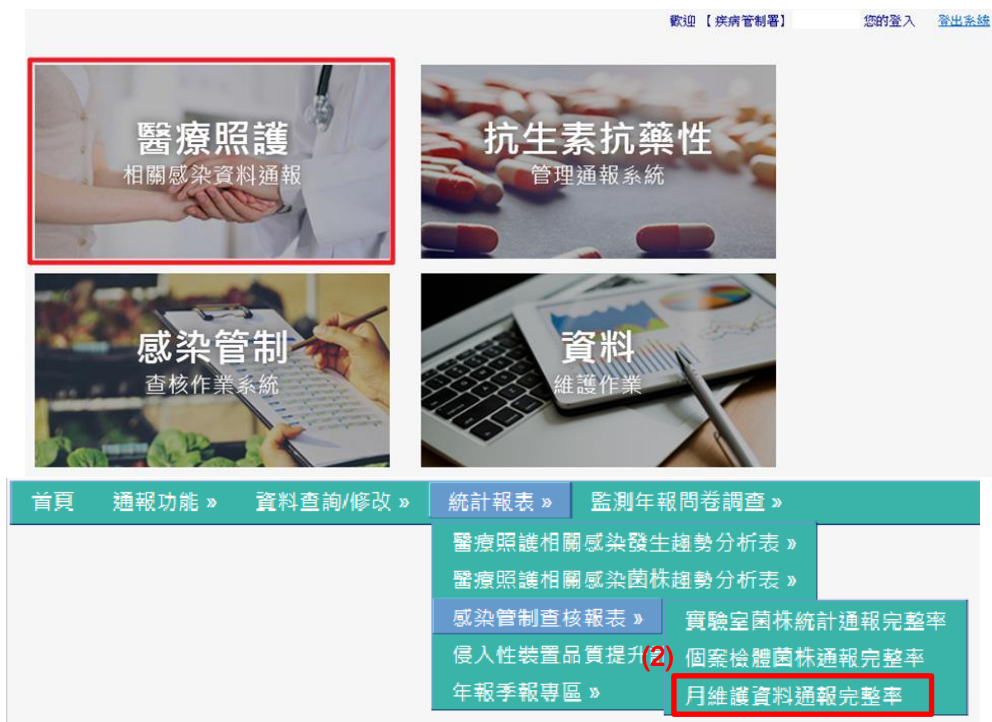 歡迎 【 疾病管制署】 您的登入 登出系統
醫療照護
相關感染資料通報
抗生素抗藥性
管理通報系統
感染管制
查核作業系統
資料
維護作業
首頁 通報功能 » 資料查詢/修改 » 統計報表 » 監測年報問卷調查 »
醫療照護相關感染發生趨勢分析表 »
醫療照護相關感染菌株趨勢分析表 »
感染管制查核報表 » 實驗室菌株統計通報完整率
侵入性裝置品質提升 (2) 個案檢體菌株通報完整率
年報季報專區 » 月維護資料通報完整率